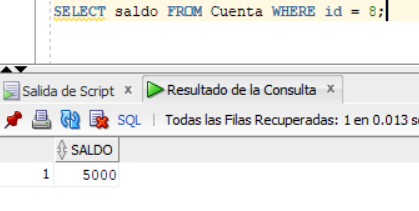 SELECT saldo FROM Cuenta WHERE id = 8;
Salida de Script x Resultado de la Consulta x
SQL | Todas las Filas Recuperadas: 1 en 0.013 s
SALDO
1 5000